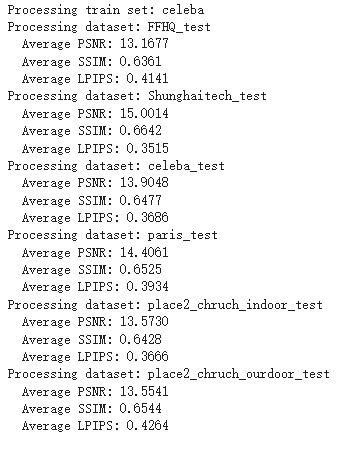 Processing train set: celeba
Processing dataset: FFHQ_test
Average PSNR: 13.1677
Average SSIM: 0.6361
Average LPIPS: 0.4141
Processing dataset: Shunghaitech_test
Average PSNR: 15.0014
Average SSIM: 0.6642
Average LPIPS: 0.3515
Processing dataset: celeba_test
Average PSNR: 13.9048
Average SSIM: 0.6477
Average LPIPS: 0.3686
Processing dataset: paris_test
Average PSNR: 14.4061
Average SSIM: 0.6525
Average LPIPS: 0.3934
Processing dataset: place2_chruch_indoor_test
Average PSNR: 13.5730
Average SSIM: 0.6428
Average LPIPS: 0.3666
Processing dataset: place2_chruch_ourdoor_test
Average PSNR: 13.5541
Average SSIM: 0.6544
Average LPIPS: 0.4264